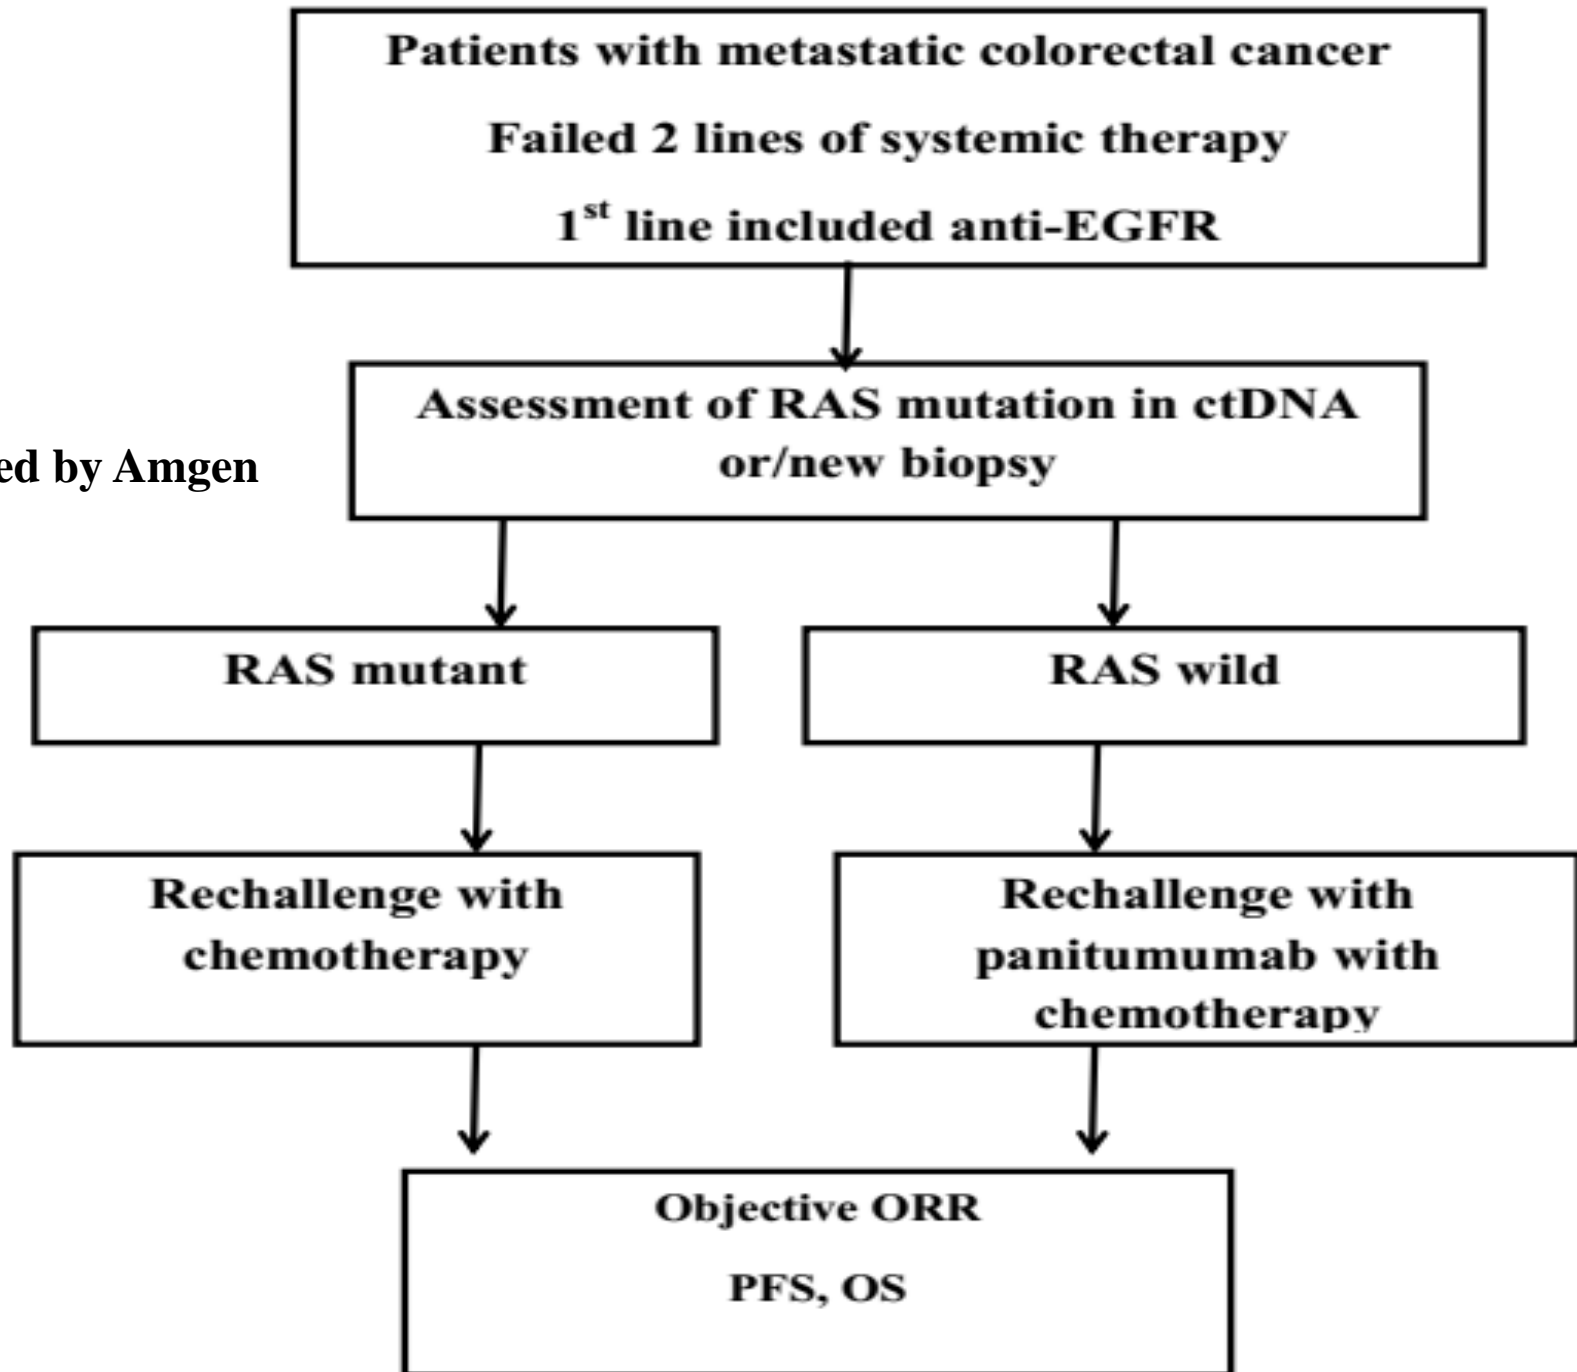 Patients with metastatic colorectal cancer
Failed 2 lines of systemic therapy
1st line included anti-EGFR
Assessment of RAS mutation in ctDNA
or/new biopsy
ed by Amgen
RAS mutant
RAS wild
Rechallenge with
chemotherapy
Rechallenge with
panitumumab with
chemotherapy
Objective ORR
PFS, OS